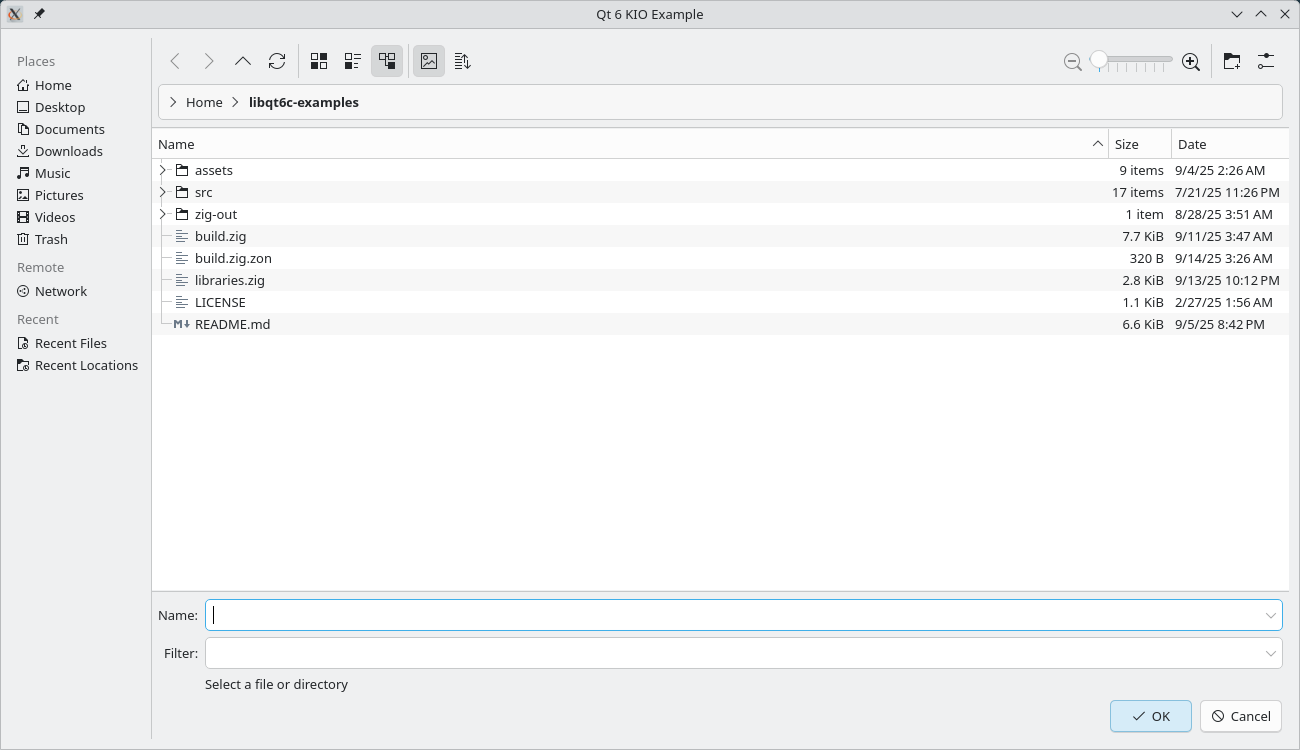 Qt 6 KIO Example
Places
Home
Desktop
Documents
Downloads
Music
Pictures
Videos
Trash
Remote
Network
Recent
Recent Files
Recent Locations
Home libqt6c-examples
Name Size Date
assets 9 items 9/4/25 2:26 AM
src 17 items 7/21/25 11:26 PM
zig-out 1 item 8/28/25 3:51 AM
build.zig 7.7 KiB 9/11/25 3:47 AM
build.zig.zon 320 B 9/14/25 3:26 AM
libraries.zig 2.8 KiB 9/13/25 10:12 PM
LICENSE 1.1 KiB 2/27/25 1:56 AM
README.md 6.6 KiB 9/5/25 8:42 PM
Name:
Filter:
Select a file or directory
OK Cancel